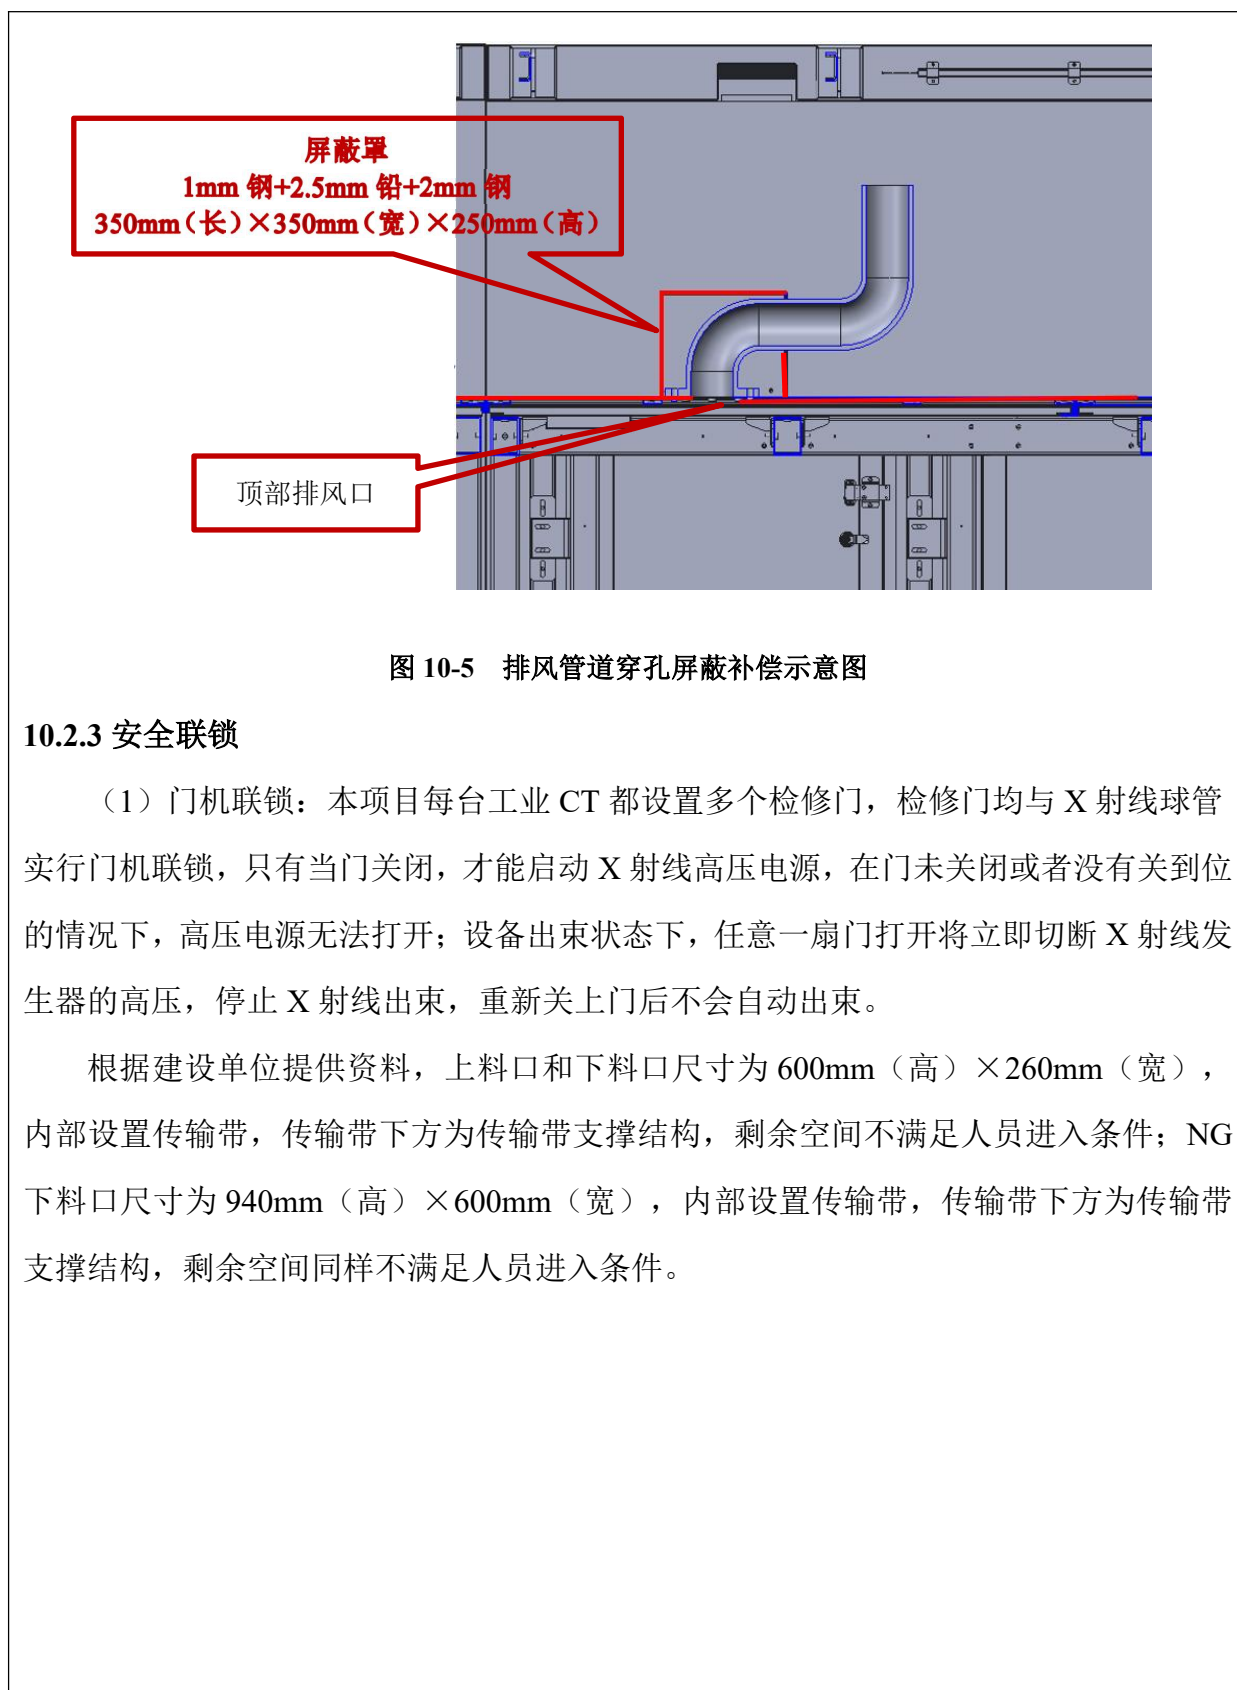 屏蔽罩
1mm 钢+2.5mm 铅+2mm 钢
350mm（长）×350mm（宽）×250mm（高）
顶部排风口
图 10-5 排风管道穿孔屏蔽补偿示意图
10.2.3 安全联锁
（1）门机联锁：本项目每台工业 CT 都设置多个检修门，检修门均与 X 射线球管
实行门机联锁，只有当门关闭，才能启动 X 射线高压电源，在门未关闭或者没有关到位
的情况下，高压电源无法打开；设备出束状态下，任意一扇门打开将立即切断 X 射线发
生器的高压，停止 X 射线出束，重新关上门后不会自动出束。
根据建设单位提供资料，上料口和下料口尺寸为 600mm（高）×260mm（宽），
内部设置传输带，传输带下方为传输带支撑结构，剩余空间不满足人员进入条件；NG
下料口尺寸为 940mm（高）×600mm（宽），内部设置传输带，传输带下方为传输带
支撑结构，剩余空间同样不满足人员进入条件。